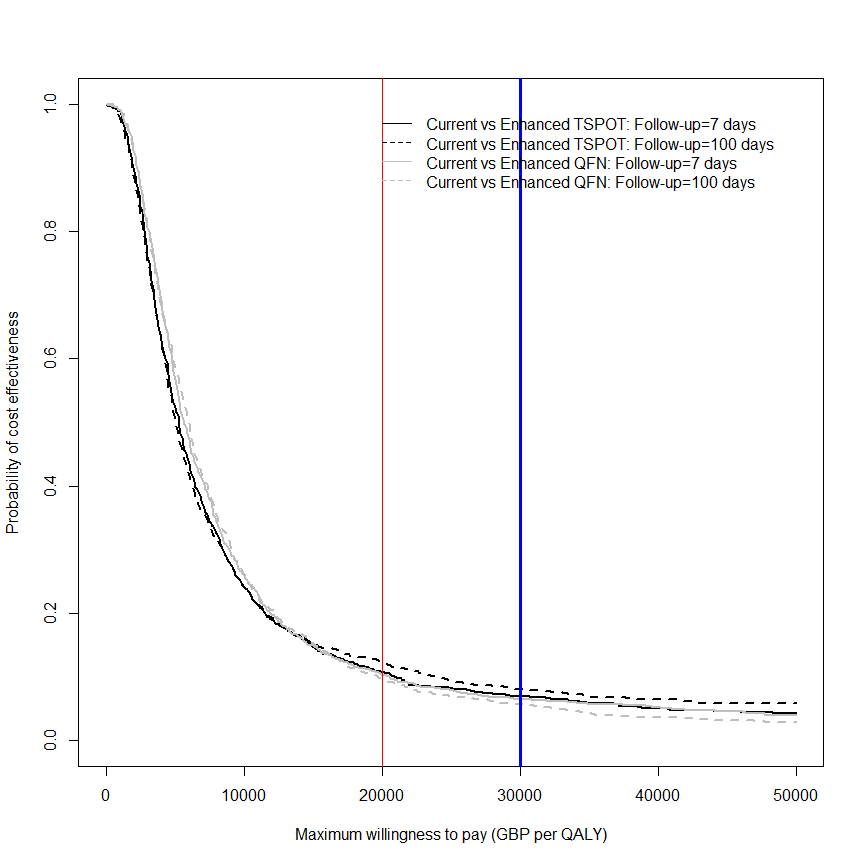 Current vs Enhanced TSPOT: Follow-up=7 days
Current vs Enhanced TSPOT: Follow-up=100 days
Current vs Enhanced QFN: Follow-up=7 days
Current vs Enhanced QFN: Follow-up=100 days
Probability of cost effectiveness
1.0
0.8
0.6
0.4
0.2
0.0
0 10000 20000 30000 40000 50000
Maximum willingness to pay (GBP per QALY)